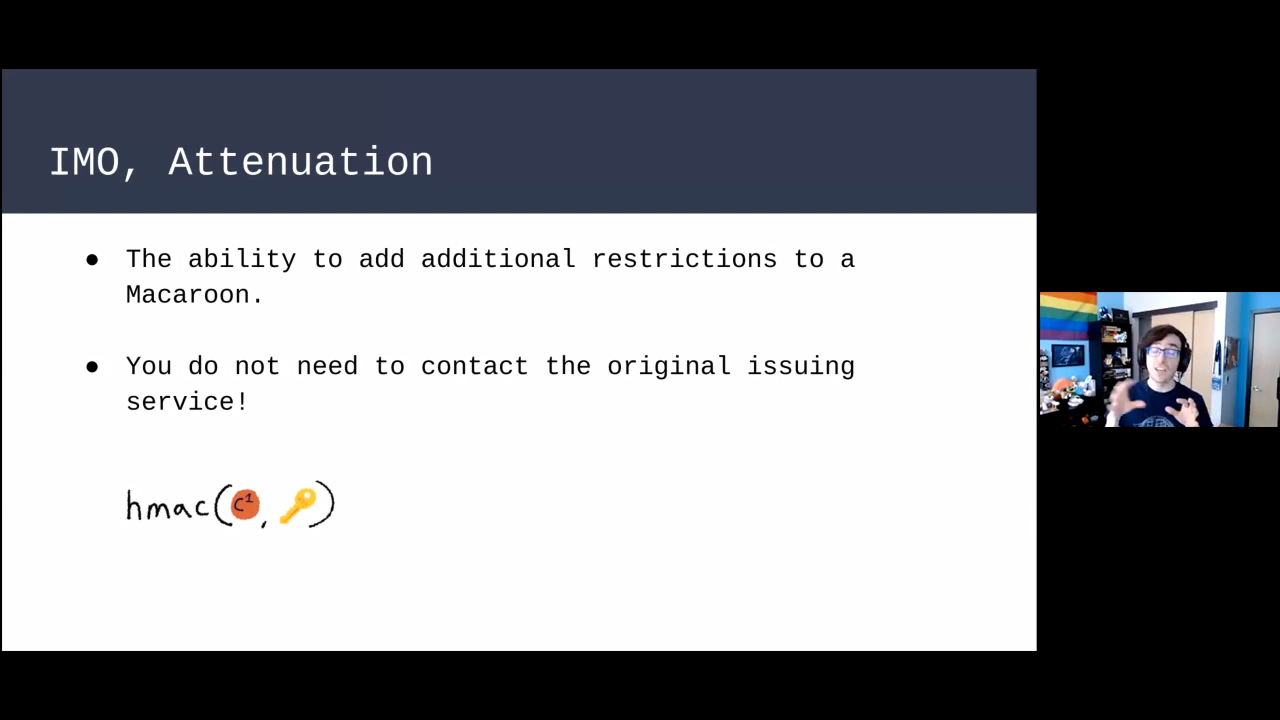 IMO, Attenuation
● The ability to add additional restrictions to a
Macaroon.
● You do not need to contact the original issuing
service!
hmac(c¹, )